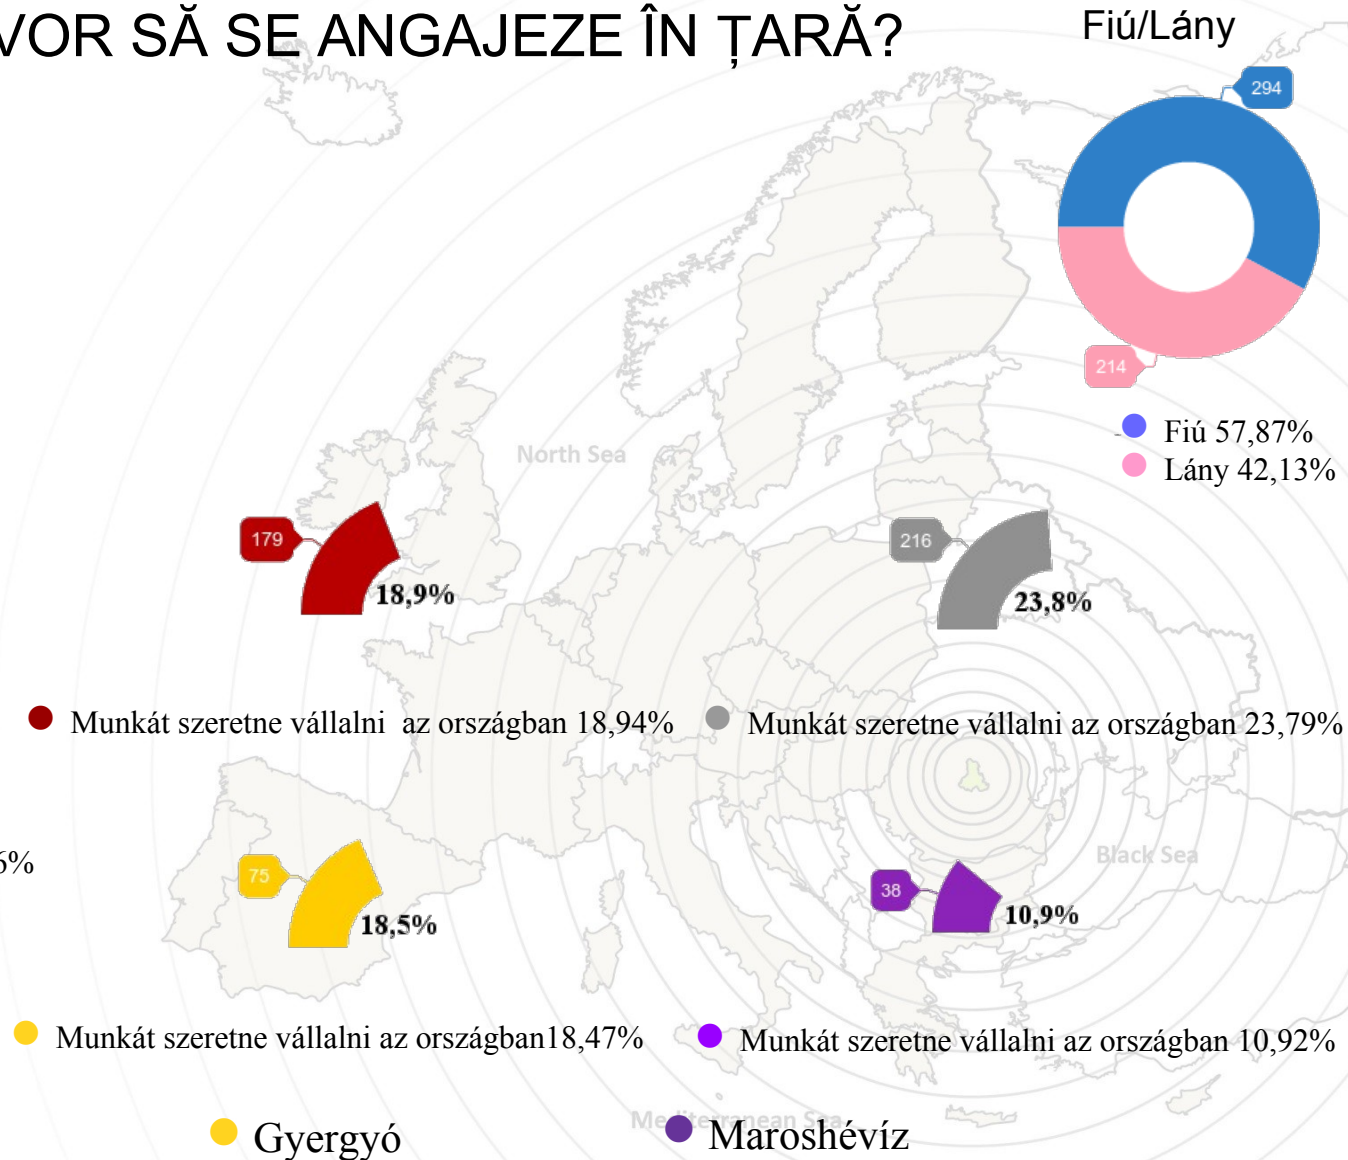 VOR SĂ SE ANGAJEZE ÎN ȚARĂ?
Fiú/Lány
294
214
Fiú 57,87%
Lány 42,13%
North Sea
179
18,9%
216
23,8%
Munkát szeretne vállalni az országban 18,94%
Munkát szeretne vállalni az országban 23,79%
6%
75
18,5%
38
10,9%
Black Sea
Munkát szeretne vállalni az országban18,47%
Munkát szeretne vállalni az országban 10,92%
Mediterranean Sea
Gyergyó
Maroshévíz